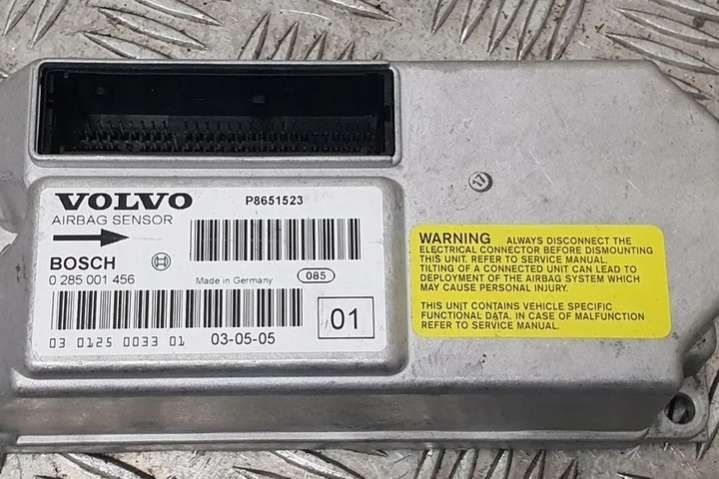 VOLVO
AIRBAG SENSOR
P8651523
BOSCH
0 285 001 456
Made in Germany
085
03 0125 0033 01
03-05-05
01
17
WARNING ALWAYS DISCONNECT THE
ELECTRICAL CONNECTOR BEFORE DISMOUNTING
THIS UNIT. REFER TO SERVICE MANUAL.
TILTING OF A CONNECTED UNIT CAN LEAD TO
DEPLOYMENT OF THE AIRBAG SYSTEM WHICH
MAY CAUSE PERSONAL INJURY.
THIS UNIT CONTAINS VEHICLE SPECIFIC
FUNCTIONAL DATA. IN CASE OF MALFUNCTION
REFER TO SERVICE MANUAL.